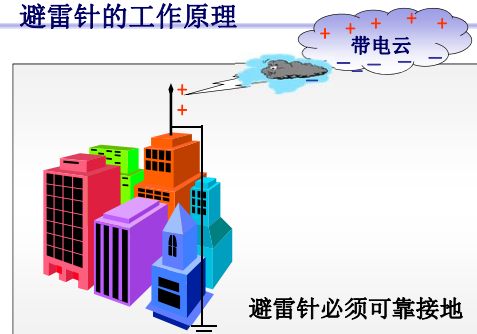 避雷针的工作原理
+ + + + +
带电云
− − − − −
−
+
+
避雷针必须可靠接地